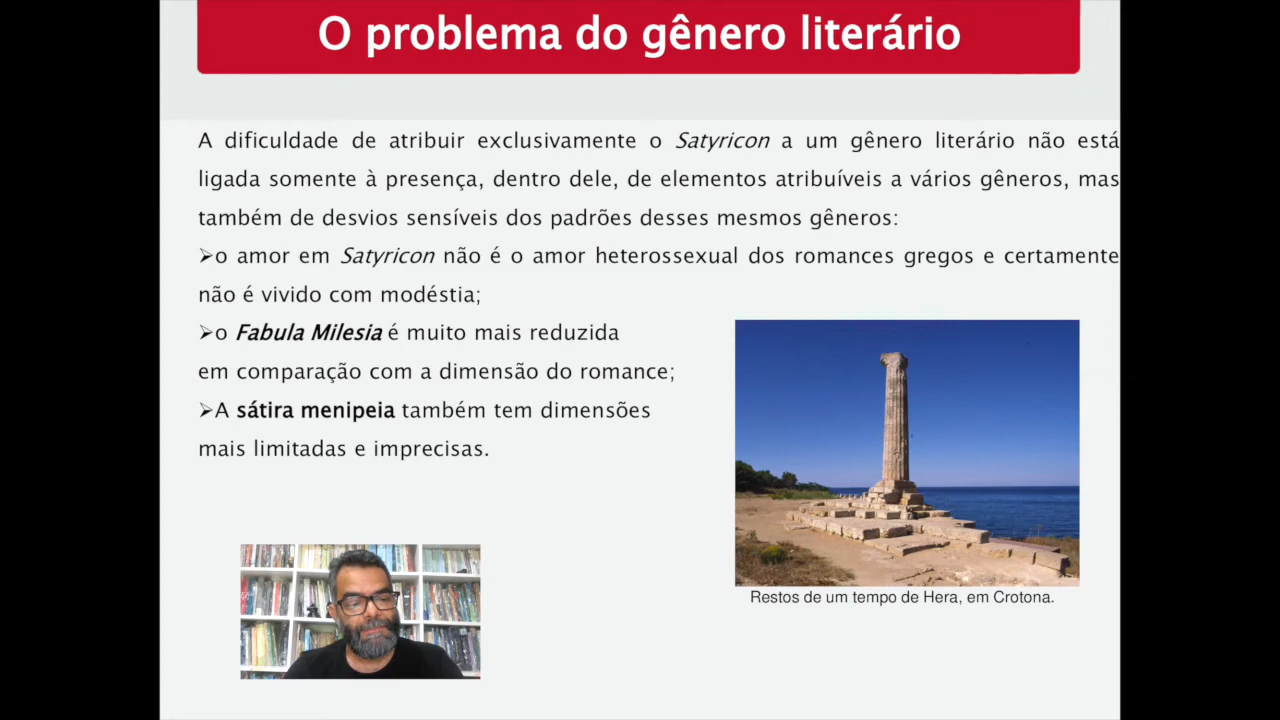 O problema do gênero literário
A dificuldade de atribuir exclusivamente o Satyricon a um gênero literário não está
ligada somente à presença, dentro dele, de elementos atribuíveis a vários gêneros, mas
também de desvios sensíveis dos padrões desses mesmos gêneros:
➢o amor em Satyricon não é o amor heterossexual dos romances gregos e certamente
não é vivido com modéstia;
➢o Fabula Milesia é muito mais reduzida
em comparação com a dimensão do romance;
➢A sátira menipeia também tem dimensões
mais limitadas e imprecisas.
Restos de um tempo de Hera, em Crotona.